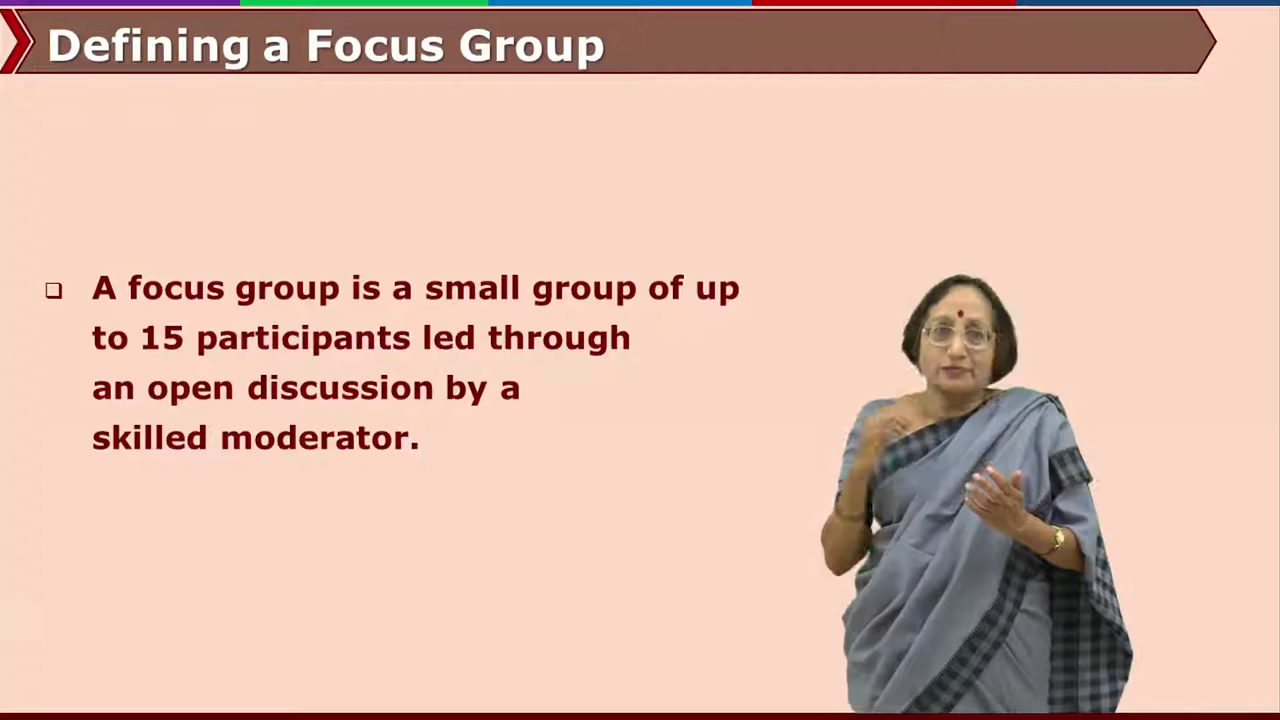 Defining a Focus Group
❑ A focus group is a small group of up
to 15 participants led through
an open discussion by a
skilled moderator.